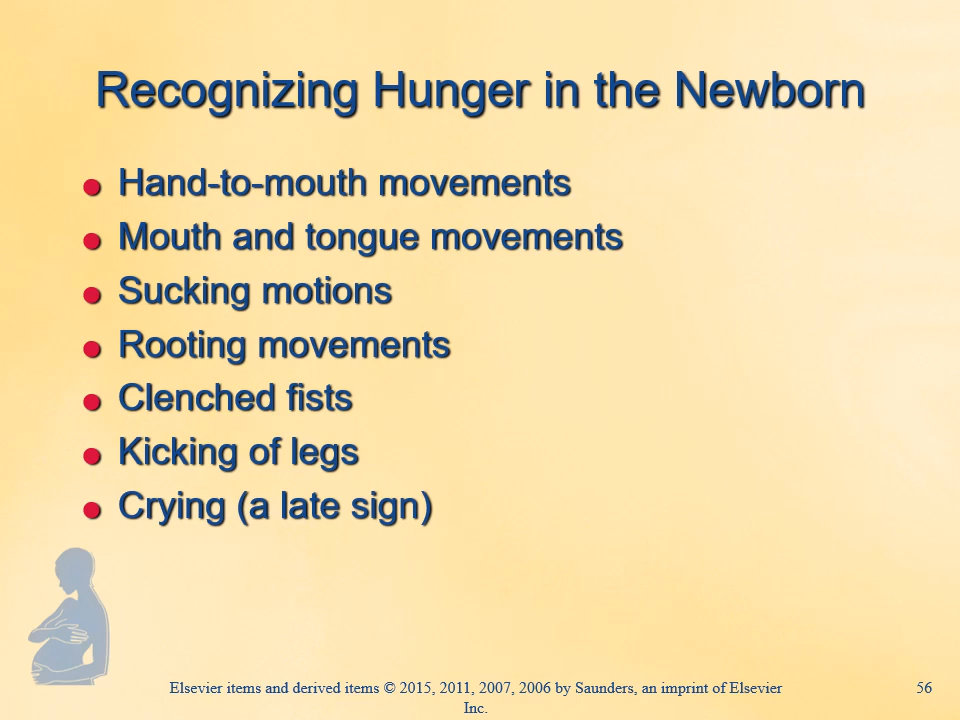 Recognizing Hunger in the Newborn
Hand-to-mouth movements
Mouth and tongue movements
Sucking motions
Rooting movements
Clenched fists
Kicking of legs
Crying (a late sign)
Elsevier items and derived items © 2015, 2011, 2007, 2006 by Saunders, an imprint of Elsevier
Inc.
56